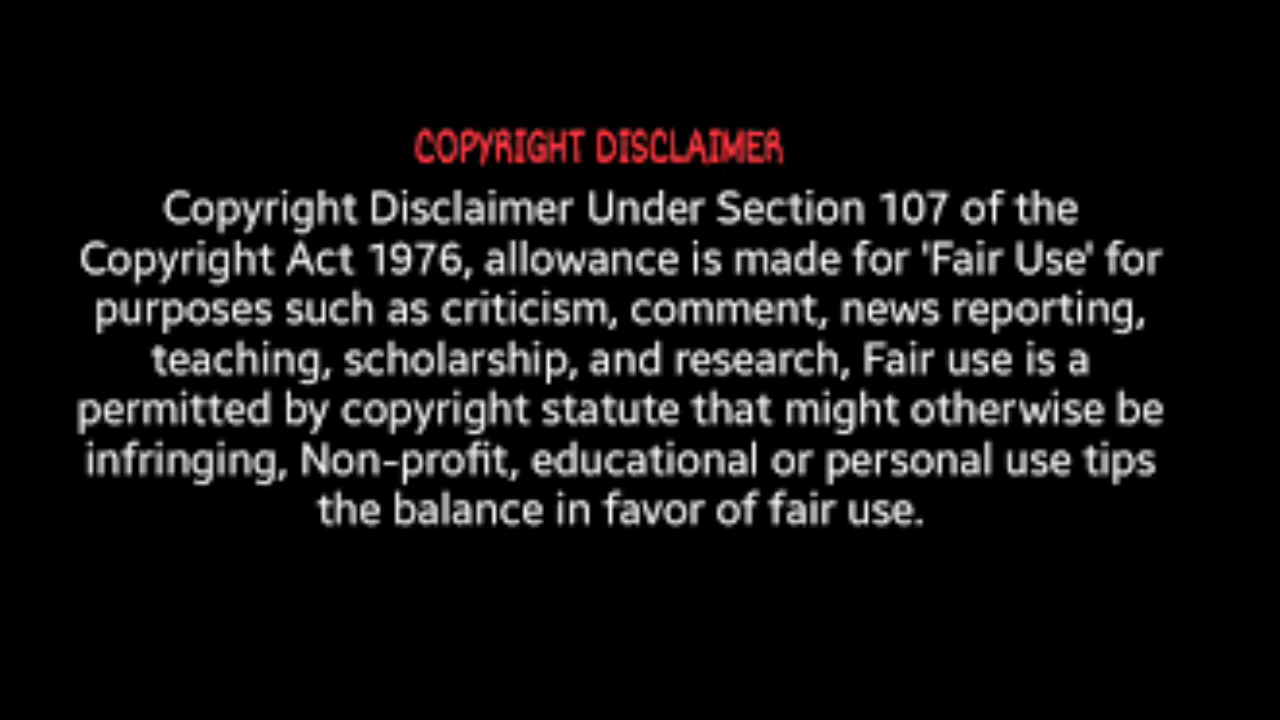 COPYRIGHT DISCLAIMER
Copyright Disclaimer Under Section 107 of the
Copyright Act 1976, allowance is made for 'Fair Use' for
purposes such as criticism, comment, news reporting,
teaching, scholarship, and research, Fair use is a
permitted by copyright statute that might otherwise be
infringing, Non-profit, educational or personal use tips
the balance in favor of fair use.